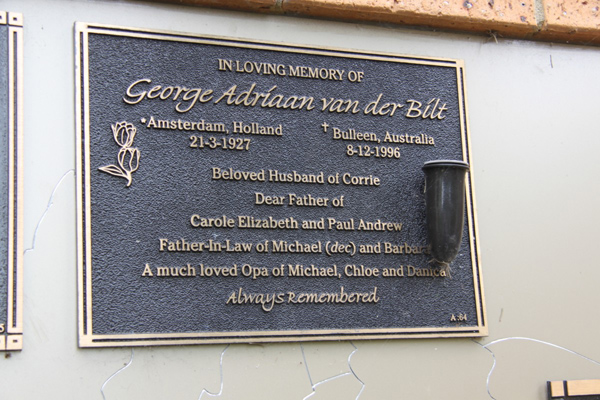 IN LOVING MEMORY OF
George Adriaan van der Bilt
*Amsterdam, Holland
21-3-1927
†Bulleen, Australia
8-12-1996
Beloved Husband of Corrie
Dear Father of
Carole Elizabeth and Paul Andrew
Father-In-Law of Michael (dec) and
A much loved Opa of Michael, Chloe and Danica
Always Remembered
A:64